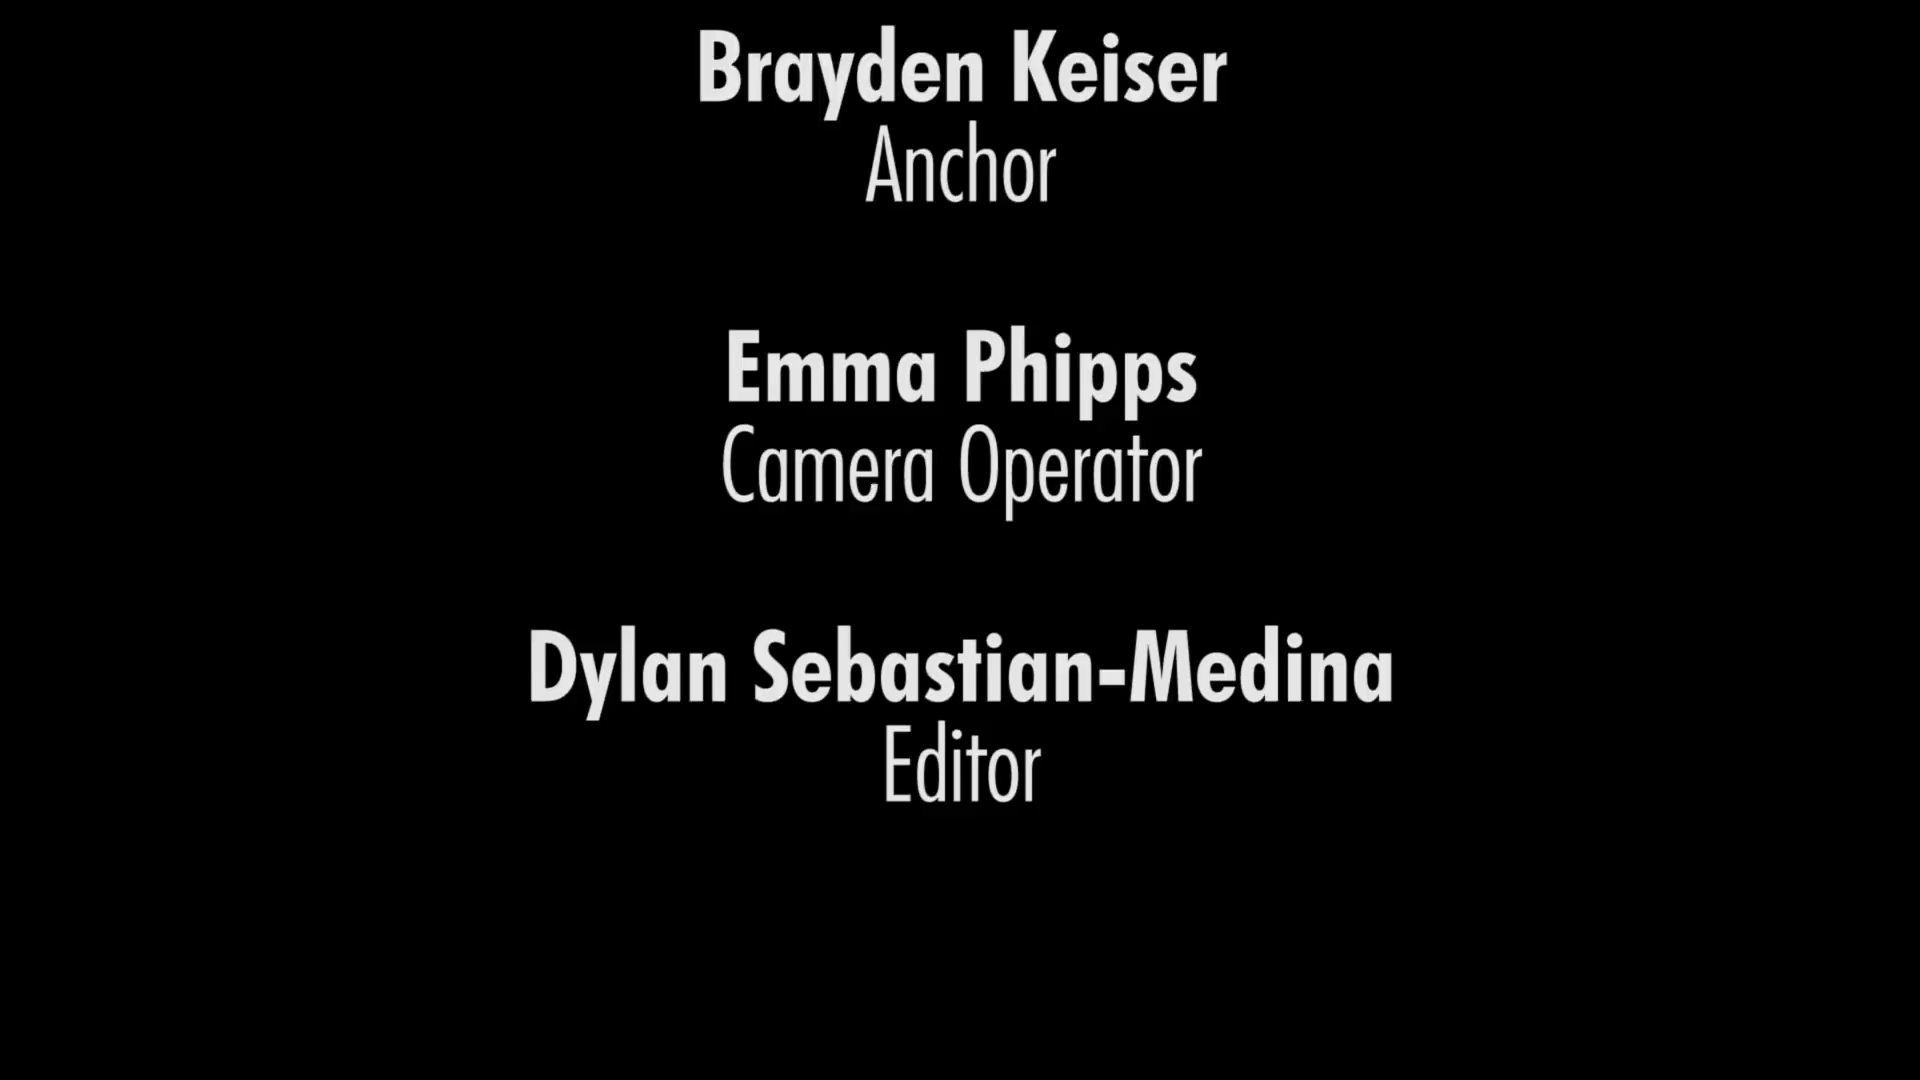 Brayden Keiser
Anchor
Emma Phipps
Camera Operator
Dylan Sebastian-Medina
Editor